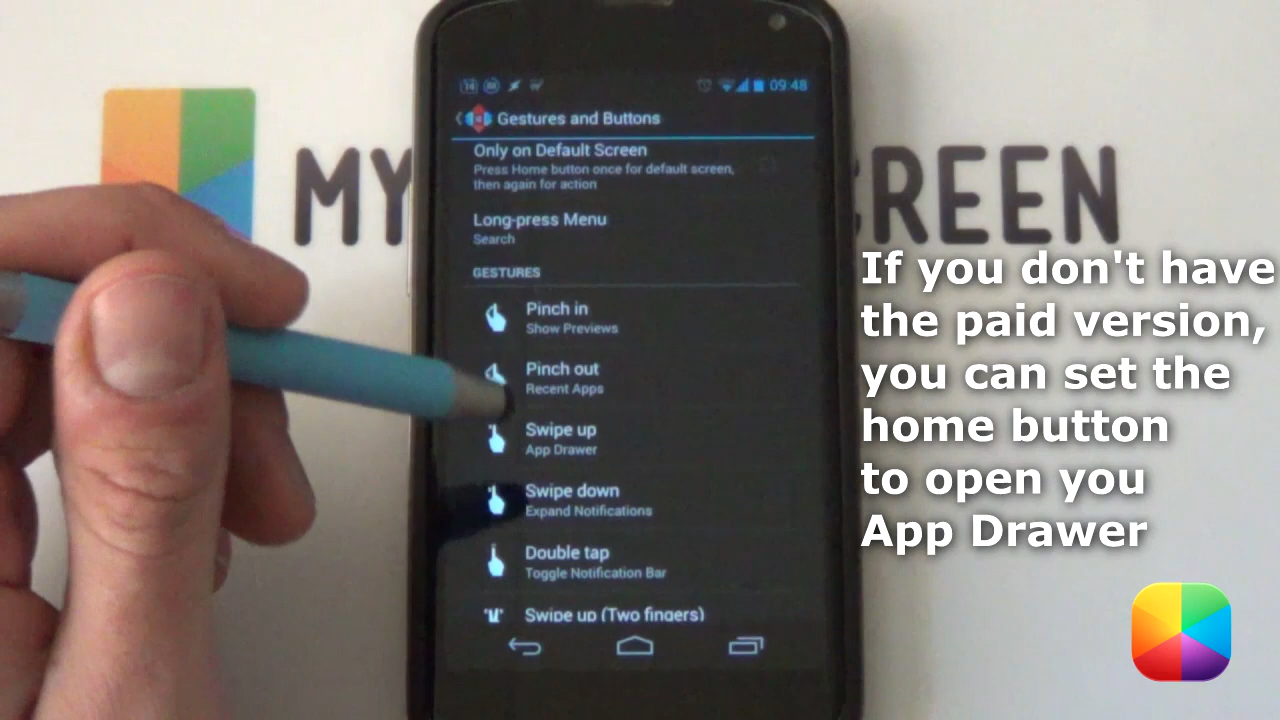 09:48
Gestures and Buttons
Only on Default Screen
Press Home button once for default screen,
then again for action
MY
CREEN
Long-press Menu
Search
GESTURES
Pinch in
Show Previews
Pinch out
Recent Apps
Swipe up
App Drawer
Swipe down
Expand Notifications
Double tap
Toggle Notification Bar
Swipe up (Two fingers)
If you don't have
the paid version,
you can set the
home button
to open you
App Drawer